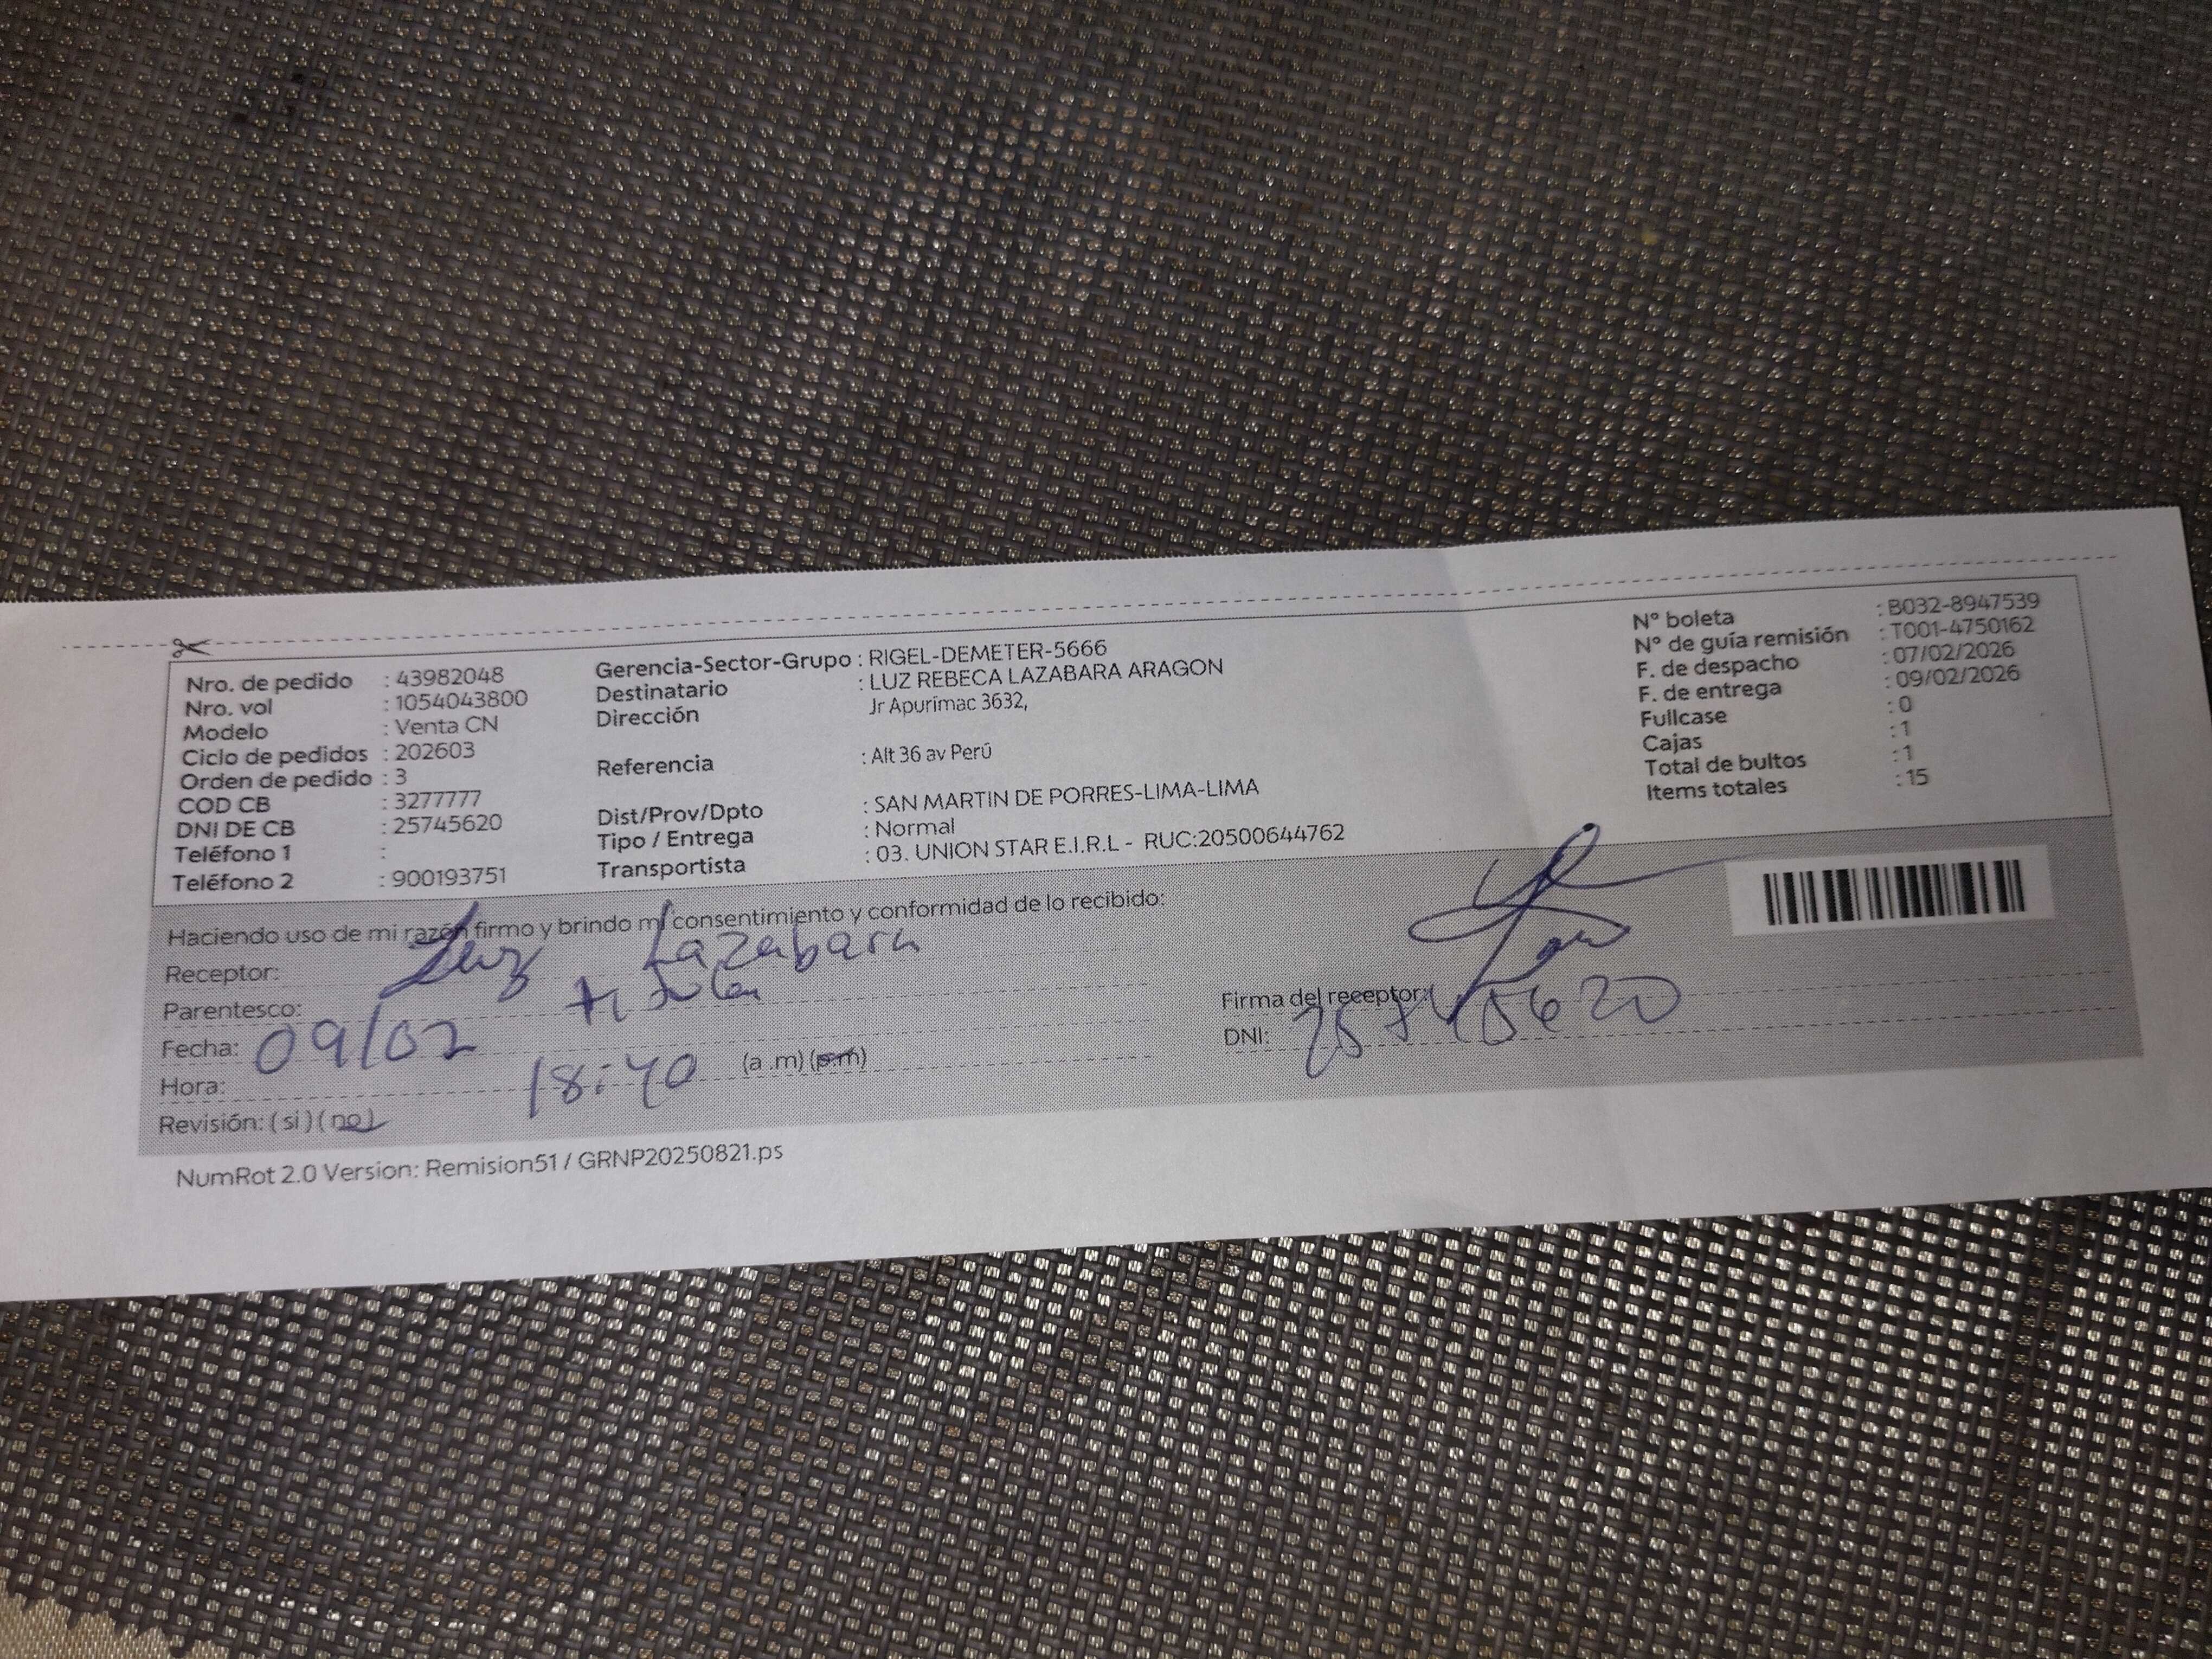 Nro. de pedido : 43982048
Nro. vol : 1054043800
Modelo : Venta CN
Ciclo de pedidos : 202603
Orden de pedido : 3
COD CB : 3277777
DNI DE CB : 25745620
Teléfono 1 :
Teléfono 2 : 900193751
Gerencia-Sector-Grupo : RIGEL-DEMETER-5666
Destinatario : LUZ REBECA LAZABARA ARAGON
Dirección Jr Apurimac 3632,
Referencia : Alt 36 av Perú
Dist/Prov/Dpto : SAN MARTIN DE PORRES-LIMA-LIMA
Tipo / Entrega : Normal
Transportista : 03. UNION STAR E.I.R.L - RUC:20500644762
N° boleta : B032-8947539
N° de guía remisión : T001-4750162
F. de despacho : 07/02/2026
F. de entrega : 09/02/2026
Fullcase : 0
Cajas : 1
Total de bultos : 1
Items totales : 15
Haciendo uso de mi razón firmo y brindo mi consentimiento y conformidad de lo recibido:
Receptor: Luz Lazabara
Parentesco: titular
Fecha: 09/02
Hora: 18:40 (a .m) (p.m)
Revisión: ( si ) ( no )
Firma del receptor:
DNI: 25745620
NumRot 2.0 Version: Remision51 / GRNP20250821.ps